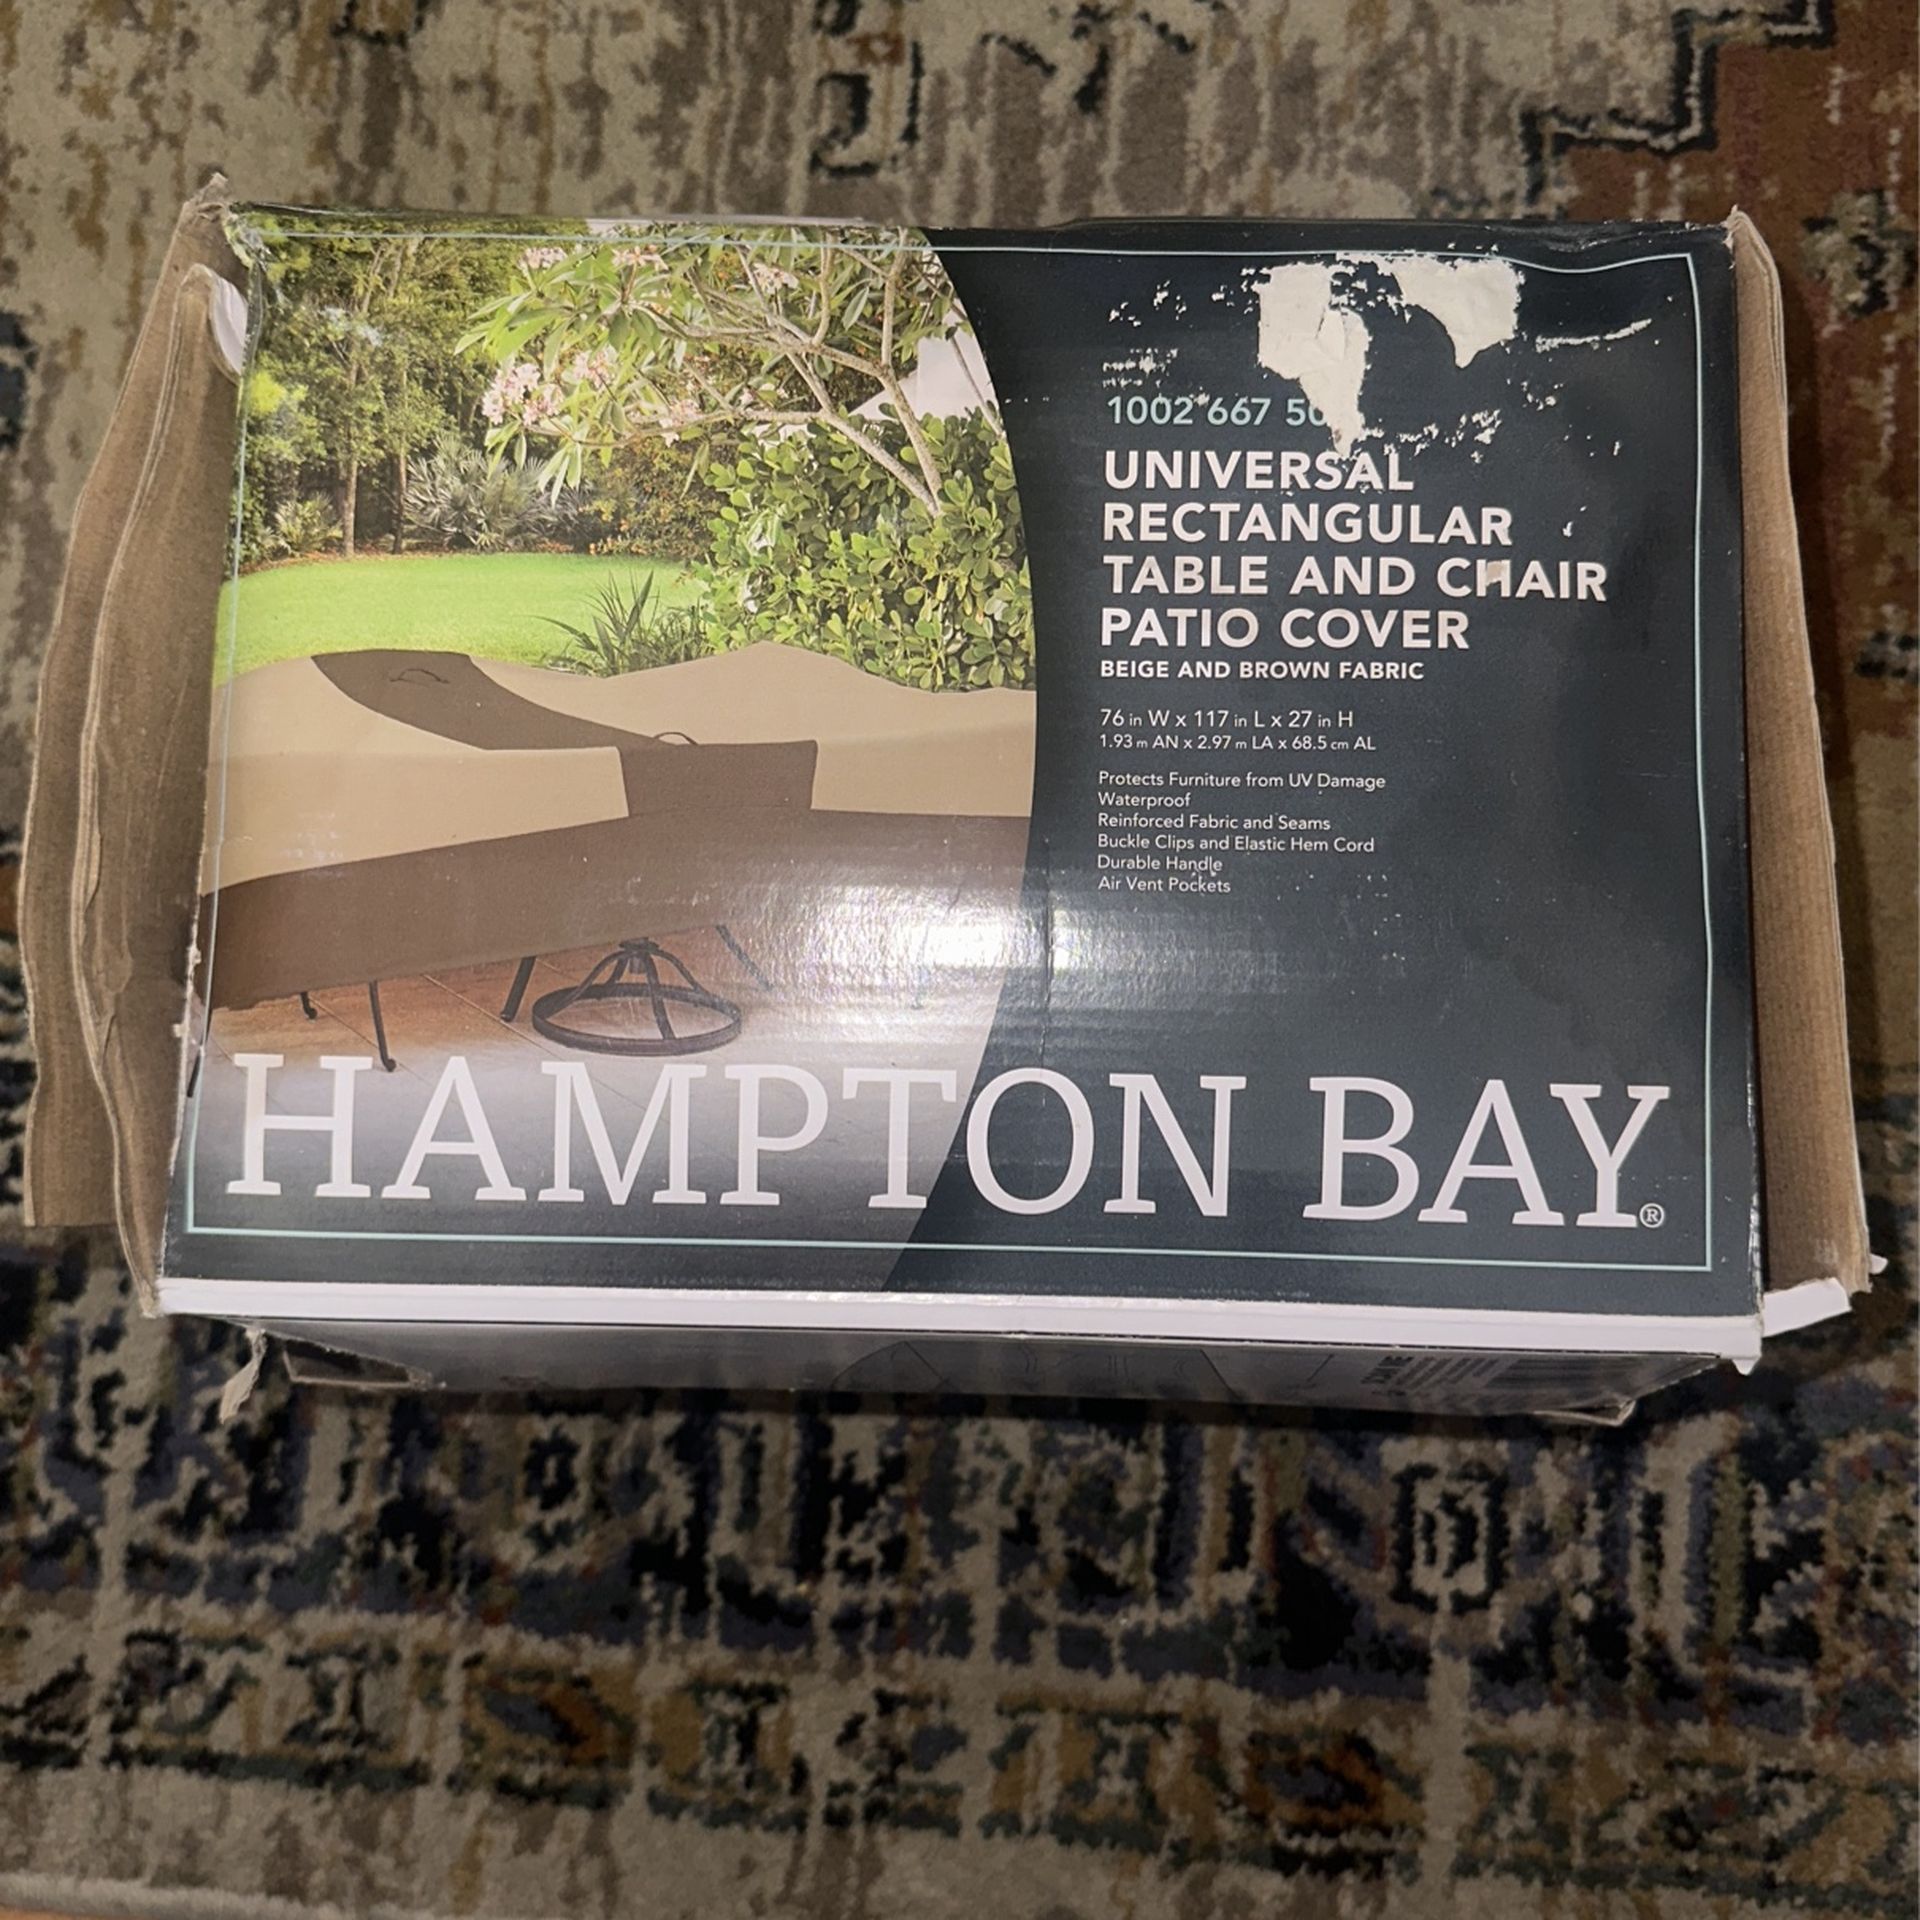 1002 667
UNIVERSAL
RECTANGULAR
TABLE AND CHAIR
PATIO COVER
BEIGE AND BROWN FABRIC
76 in W x 117 in L x 27 in H
1.93 m AN x 2.97 m LA x 68.5 cm AL
Protects Furniture from UV Damage
Waterproof
Reinforced Fabric and Seams
Buckle Clips and Elastic Hem Cord
Durable Handle
Air Vent Pockets
HAMPTON BAY®